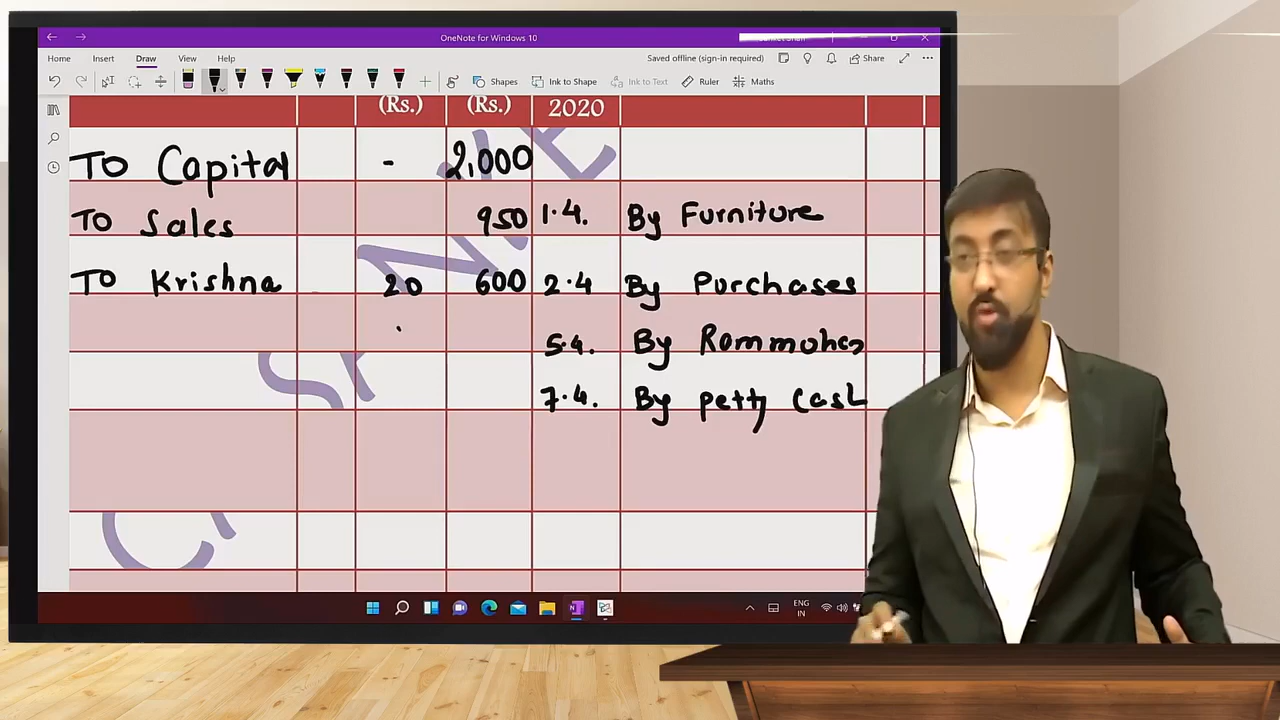 OneNote for Windows 10
Home Insert Draw View Help
Saved offline (sign-in required) Share
Shapes Ink to Shape Ink to Text Ruler Maths
(Rs.) (Rs.) 2020
To Capital - 2,000
To Sales 950 1.4. By Furniture
To Krishna 20 600 2.4 By Purchases
5.4. By Rammohan
7.4. By petty cash
ENG
IN